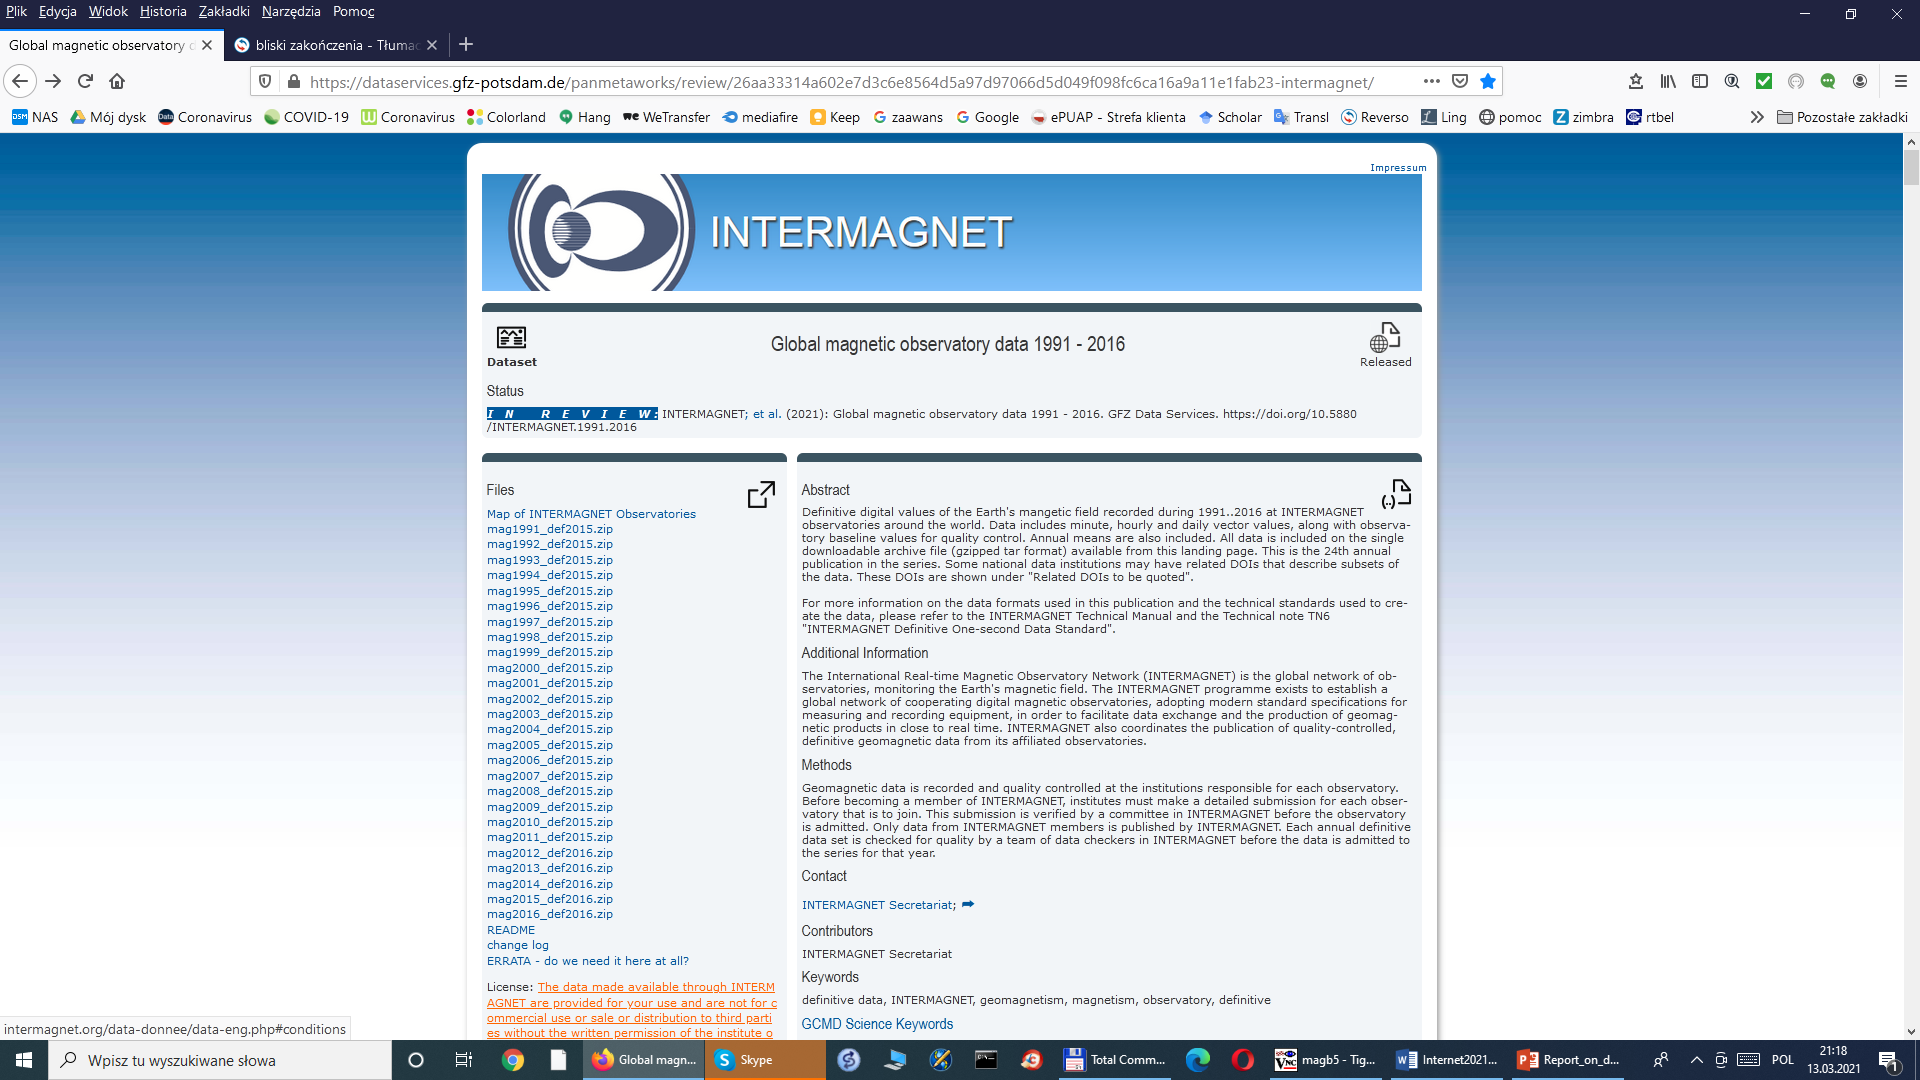 Plik Edycja Widok Historia Zakładki Narzędzia Pomoc
Global magnetic observatory d
bliski zakończenia - Tłumac
https://dataservices.gfz-potsdam.de/panmetaworks/review/26aa33314a602e7d3c6e8564d5a97d97066d5d049f098fc6ca16a9a11e1fab23-intermagnet/
NAS Mój dysk Coronavirus COVID-19 Coronavirus Colorland Hang WeTransfer mediafire Keep zaawans Google ePUAP - Strefa klienta Scholar Transl Reverso Ling pomoc zimbra rtbel Pozostałe zakładki
Impressum
INTERMAGNET
Dataset
Global magnetic observatory data 1991 - 2016
Released
Status
IN REVIEW: INTERMAGNET; et al. (2021): Global magnetic observatory data 1991 - 2016. GFZ Data Services. https://doi.org/10.5880
/INTERMAGNET.1991.2016
Files
Map of INTERMAGNET Observatories
mag1991_def2015.zip
mag1992_def2015.zip
mag1993_def2015.zip
mag1994_def2015.zip
mag1995_def2015.zip
mag1996_def2015.zip
mag1997_def2015.zip
mag1998_def2015.zip
mag1999_def2015.zip
mag2000_def2015.zip
mag2001_def2015.zip
mag2002_def2015.zip
mag2003_def2015.zip
mag2004_def2015.zip
mag2005_def2015.zip
mag2006_def2015.zip
mag2007_def2015.zip
mag2008_def2015.zip
mag2009_def2015.zip
mag2010_def2015.zip
mag2011_def2015.zip
mag2012_def2016.zip
mag2013_def2016.zip
mag2014_def2016.zip
mag2015_def2016.zip
mag2016_def2016.zip
README
change log
ERRATA - do we need it here at all?
License: The data made available through INTERM
AGNET are provided for your use and are not for c
ommercial use or sale or distribution to third parti
es without the written permission of the institute o
Abstract
Definitive digital values of the Earth's mangetic field recorded during 1991..2016 at INTERMAGNET
observatories around the world. Data includes minute, hourly and daily vector values, along with observa-
tory baseline values for quality control. Annual means are also included. All data is included on the single
downloadable archive file (gzipped tar format) available from this landing page. This is the 24th annual
publication in the series. Some national data institutions may have related DOIs that describe subsets of
the data. These DOIs are shown under "Related DOIs to be quoted".
For more information on the data formats used in this publication and the technical standards used to cre-
ate the data, please refer to the INTERMAGNET Technical Manual and the Technical note TN6
"INTERMAGNET Definitive One-second Data Standard".
Additional Information
The International Real-time Magnetic Observatory Network (INTERMAGNET) is the global network of ob-
servatories, monitoring the Earth's magnetic field. The INTERMAGNET programme exists to establish a
global network of cooperating digital magnetic observatories, adopting modern standard specifications for
measuring and recording equipment, in order to facilitate data exchange and the production of geomag-
netic products in close to real time. INTERMAGNET also coordinates the publication of quality-controlled,
definitive geomagnetic data from its affiliated observatories.
Methods
Geomagnetic data is recorded and quality controlled at the institutions responsible for each observatory.
Before becoming a member of INTERMAGNET, institutes must make a detailed submission for each obser-
vatory that is to join. This submission is verified by a committee in INTERMAGNET before the observatory
is admitted. Only data from INTERMAGNET members is published by INTERMAGNET. Each annual definitive
data set is checked for quality by a team of data checkers in INTERMAGNET before the data is admitted to
the series for that year.
Contact
INTERMAGNET Secretariat;
Contributors
INTERMAGNET Secretariat
Keywords
definitive data, INTERMAGNET, geomagnetism, magnetism, observatory, definitive
GCMD Science Keywords
intermagnet.org/data-donnee/data-eng.php#conditions
Wpisz tu wyszukiwane słowa
Global magn... Skype Total Comm... magb5 - Tig... Internet2021... Report_on_d... POL
21:18
13.03.2021
1